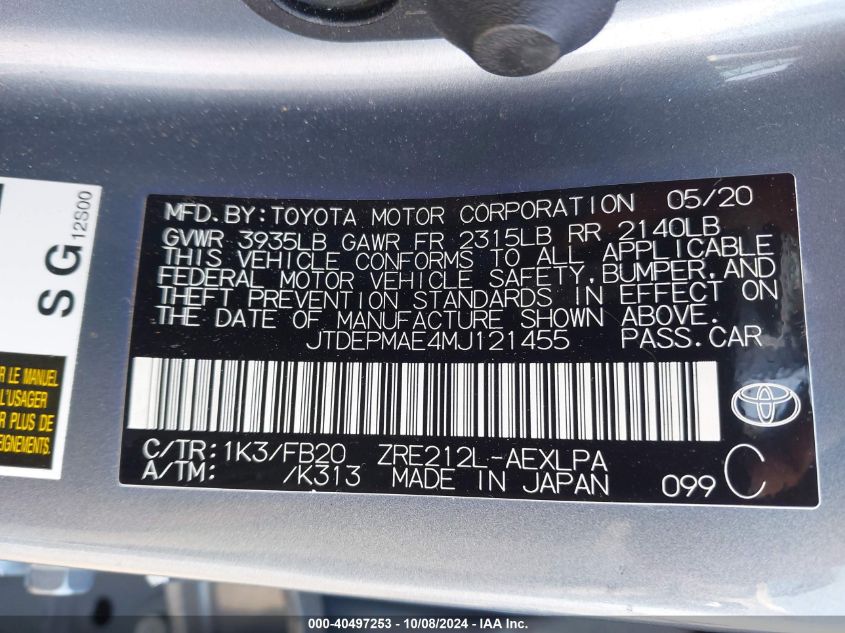 MFD.BY:TOYOTA MOTOR CORPORATION 05/20
GVWR 3935LB GAWR FR 2315LB RR 2140LB
THIS VEHICLE CONFORMS TO ALL APPLICABLE
FEDERAL MOTOR VEHICLE SAFETY,BUMPER,AND
THEFT PREVENTION STANDARDS IN EFFECT ON
THE DATE OF MANUFACTURE SHOWN ABOVE.
JTDEPMAE4MJ121455 PASS.CAR
C/TR:1K3/FB20 ZRE212L-AEXLPA
A/TM: /K313 MADE IN JAPAN 099 C
SG 12S00
R LE MANUEL
L'USAGER
R PLUS DE
EIGNEMENTS.
000-40497253 - 10/08/2024 - IAA Inc.